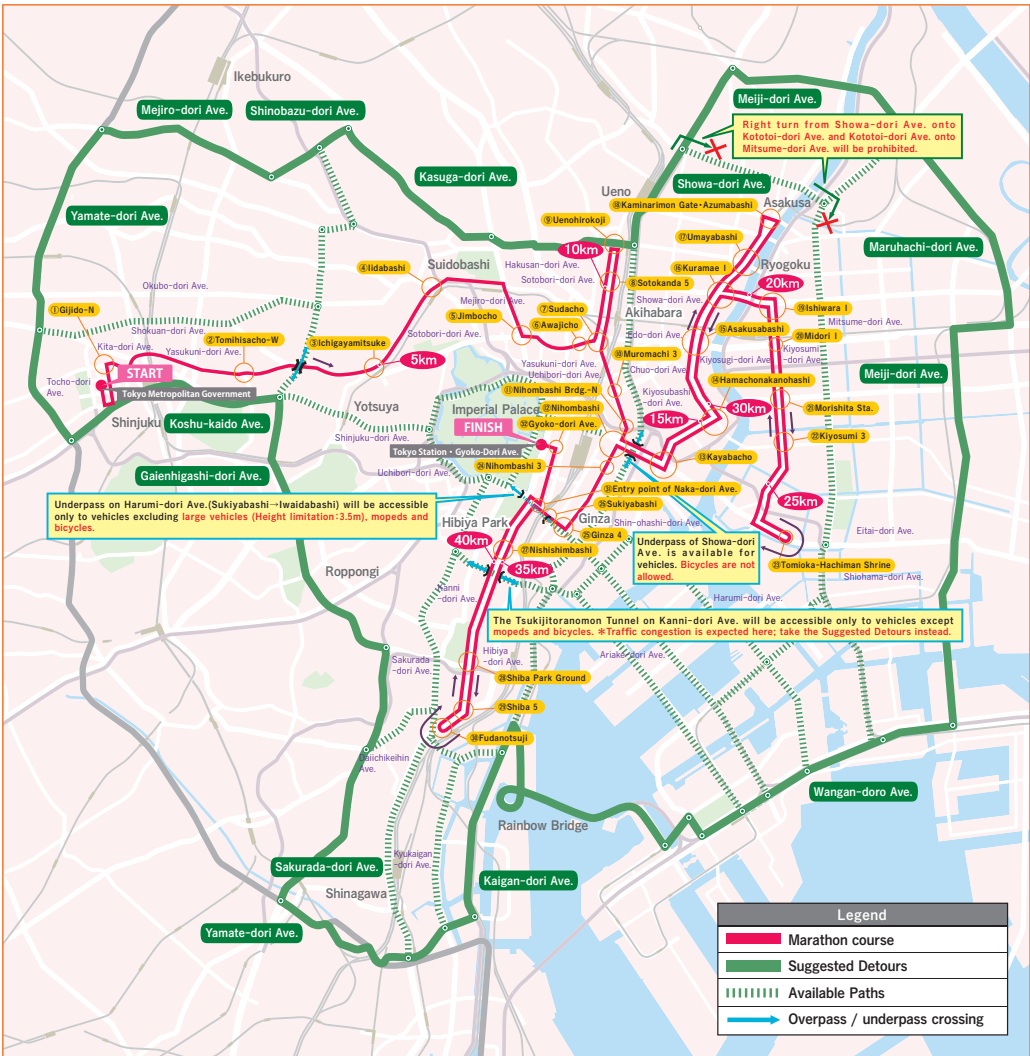 Ikebukuro
Mejiro-dori Ave.
Shinobazu-dori Ave.
Meiji-dori Ave.
Right turn from Showa-dori Ave. onto
Kototoi-dori Ave. and Kototoi-dori Ave. onto
Mitsume-dori Ave. will be prohibited.
Kasuga-dori Ave.
Showa-dori Ave.
Ueno
Yamate-dori Ave.
⑱Kaminarimon Gate・Azumabashi
Asakusa
⑨Uenohirokoji
⑰Umayabashi
Maruhachi-dori Ave.
10km
Suidobashi
Hakusan-dori Ave.
④Iidabashi
⑯Kuramae I
Ryogoku
Sotobori-dori Ave.
⑧Sotokanda 5
20km
Okubo-dori Ave.
Mejiro-dori Ave.
Showa-dori Ave.
①Gijido-N
⑦Sudacho
Akihabara
⑲Ishiwara I
⑤Jimbocho
⑥Awajicho
Edo-dori Ave.
Mitsume-dori Ave.
Shokuan-dori Ave.
Sotobori-dori Ave.
⑮Asakusabashi
⑳Midori I
Kita-dori Ave.
②Tomihisacho-W
③Ichigayamitsuke
Yasukuni-dori Ave.
⑩Muromachi 3
Kiyosugi-dori Ave.
Kiyosumi
-dori Ave.
5km
Yasukuni-dori Ave.
Uchibori-dori Ave.
Chuo-dori Ave.
START
Meiji-dori Ave.
Tocho-dori
Ave.
Tokyo Metropolitan Government
⑪Nihombashi Brdg.-N
Kiyosubashi
-dori Ave.
⑭Hamachonakanohashi
Yotsuya
Imperial Palace
⑫Nihombashi
15km
30km
㉑Morishita Sta.
Shinjuku
Koshu-kaido Ave.
FINISH
㉜Gyoko-dori Ave.
Shinjuku-dori Ave.
㉒Kiyosumi 3
Tokyo Station・Gyoko-Dori Ave.
⑬Kayabacho
Uchibori-dori Ave.
㉔Nihombashi 3
Gaienhigashi-dori Ave.
㉛Entry point of Naka-dori Ave.
25km
Underpass on Harumi-dori Ave.(Sukiyabashi→Iwaidabashi) will be accessible
only to vehicles excluding large vehicles (Height limitation:3.5m), mopeds and
bicycles.
㉖Sukiyabashi
Hibiya Park
Ginza
Shin-ohashi-dori Ave.
㉕Ginza 4
Eitai-dori Ave.
40km
Underpass of Showa-dori
Ave. is available for
vehicles. Bicycles are not
allowed.
㉗Nishishimbashi
Roppongi
35km
㉓Tomioka-Hachiman Shrine
Shiohama-dori Ave.
Kanni
-dori Ave.
Harumi-dori Ave.
The Tsukijitoranomon Tunnel on Kanni-dori Ave. will be accessible only to vehicles except
mopeds and bicycles. ＊Traffic congestion is expected here; take the Suggested Detours instead.
Hibiya
-dori Ave.
Ariake-dori Ave.
Sakurada
-dori Ave.
㉘Shiba Park Ground
㉙Shiba 5
㉚Fudanotsuji
Daiichikeihin
Ave.
Wangan-doro Ave.
Rainbow Bridge
Kyukaigan
-dori Ave.
Sakurada-dori Ave.
Kaigan-dori Ave.
Shinagawa
Yamate-dori Ave.
Legend
Marathon course
Suggested Detours
Available Paths
Overpass / underpass crossing